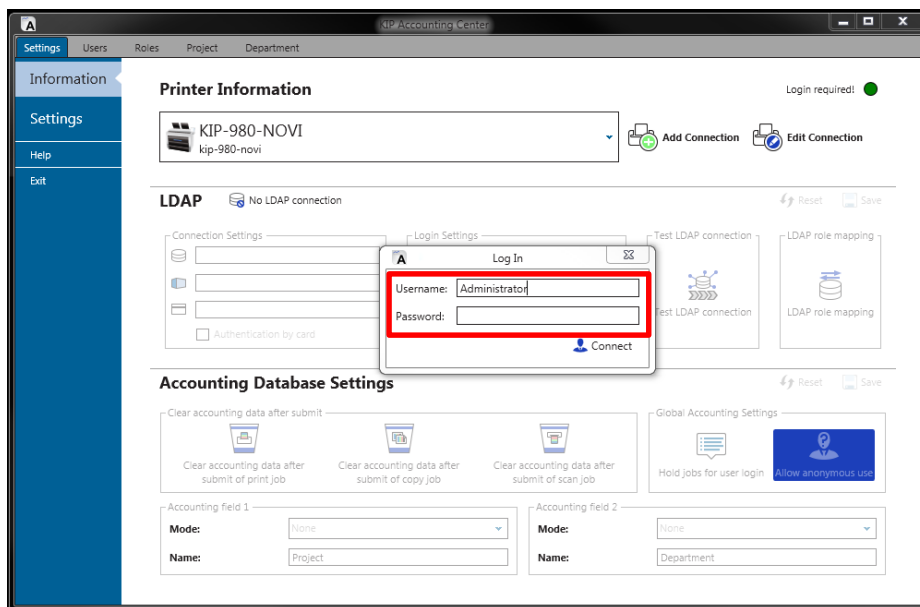 A
KIP Accounting Center
Settings Users Roles Project Department
Information
Settings
Help
Exit
Printer Information
Login required!
KIP-980-NOVI
kip-980-novi
Add Connection
Edit Connection
LDAP
No LDAP connection
Reset
Save
Connection Settings
Login Settings
Test LDAP connection
LDAP role mapping
Authentication by card
Test LDAP connection
LDAP role mapping
A
Log In
Username: Administrator
Password:
Connect
Accounting Database Settings
Reset
Save
Clear accounting data after submit
Clear accounting data after
submit of print job
Clear accounting data after
submit of copy job
Clear accounting data after
submit of scan job
Global Accounting Settings
Hold jobs for user login
Allow anonymous use
Accounting field 1
Mode: None
Name: Project
Accounting field 2
Mode: None
Name: Department